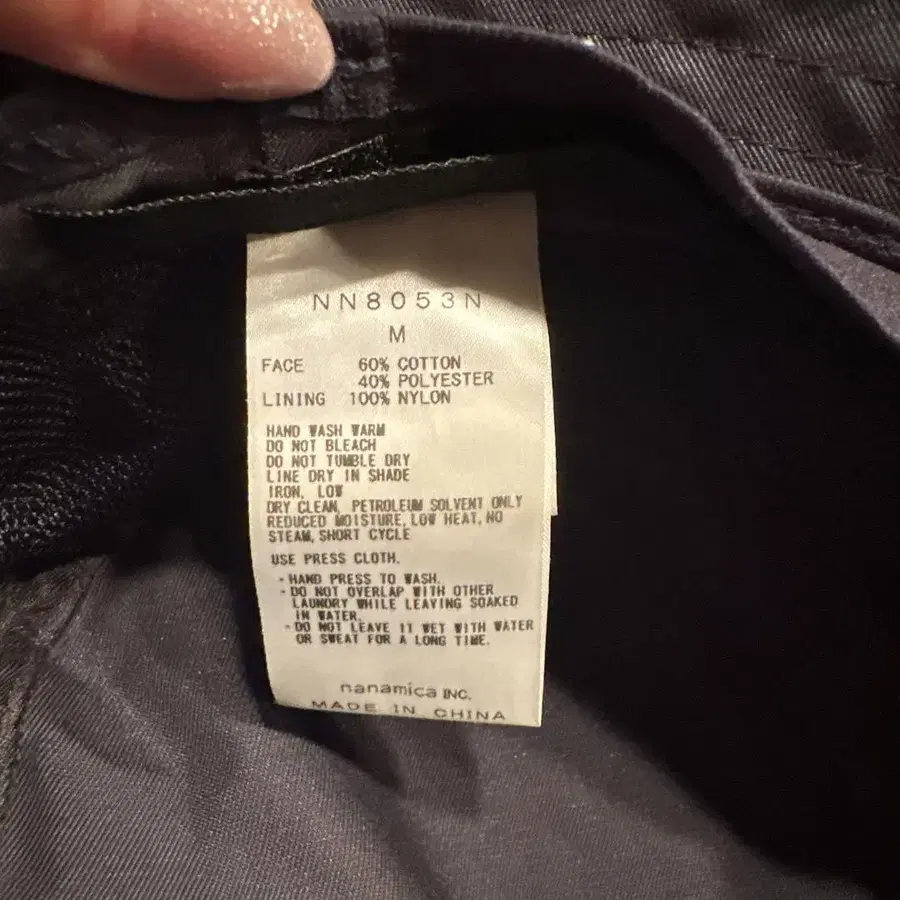 NN8053N
M
FACE 60% COTTON
40% POLYESTER
LINING 100% NYLON
HAND WASH WARM
DO NOT BLEACH
DO NOT TUMBLE DRY
LINE DRY IN SHADE
IRON, LOW
DRY CLEAN, PETROLEUM SOLVENT ONLY
REDUCED MOISTURE, LOW HEAT, NO
STEAM, SHORT CYCLE
USE PRESS CLOTH.
・HAND PRESS TO WASH.
・DO NOT OVERLAP WITH OTHER
LAUNDRY WHILE LEAVING SOAKED
IN WATER.
・DO NOT LEAVE IT WET WITH WATER
OR SWEAT FOR A LONG TIME.
nanamica INC.
MADE IN CHINA